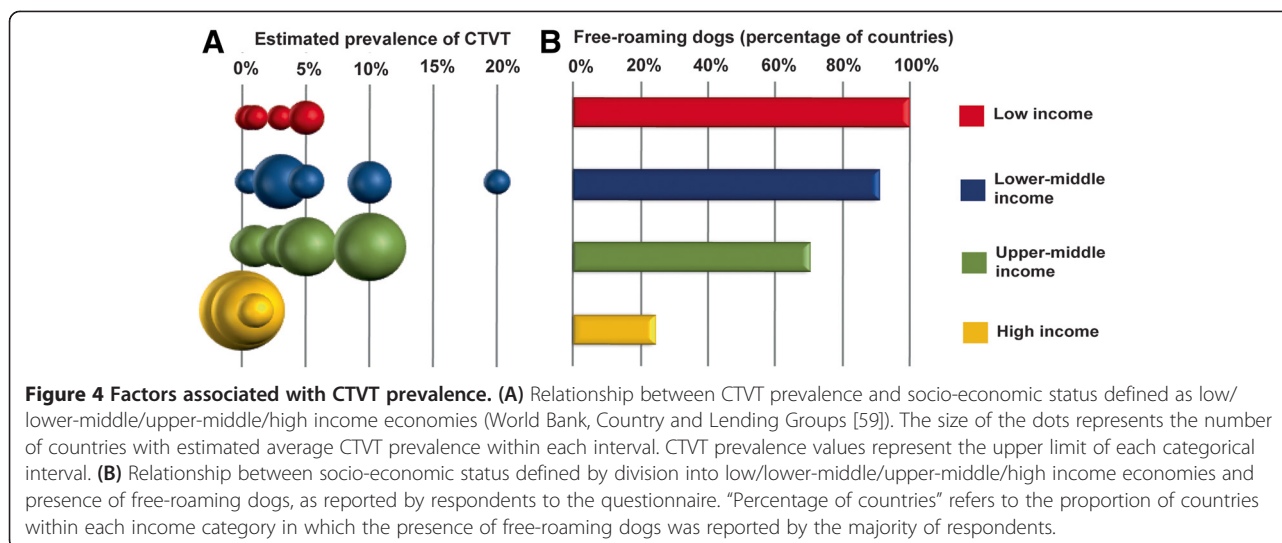 A Estimated prevalence of CTVT
0% 5% 10% 15% 20%
B Free-roaming dogs (percentage of countries)
0% 20% 40% 60% 80% 100%
Low income
Lower-middle
income
Upper-middle
income
High income
Figure 4 Factors associated with CTVT prevalence. (A) Relationship between CTVT prevalence and socio-economic status defined as low/
lower-middle/upper-middle/high income economies (World Bank, Country and Lending Groups [59]). The size of the dots represents the number
of countries with estimated average CTVT prevalence within each interval. CTVT prevalence values represent the upper limit of each categorical
interval. (B) Relationship between socio-economic status defined by division into low/lower-middle/upper-middle/high income economies and
presence of free-roaming dogs, as reported by respondents to the questionnaire. “Percentage of countries” refers to the proportion of countries
within each income category in which the presence of free-roaming dogs was reported by the majority of respondents.